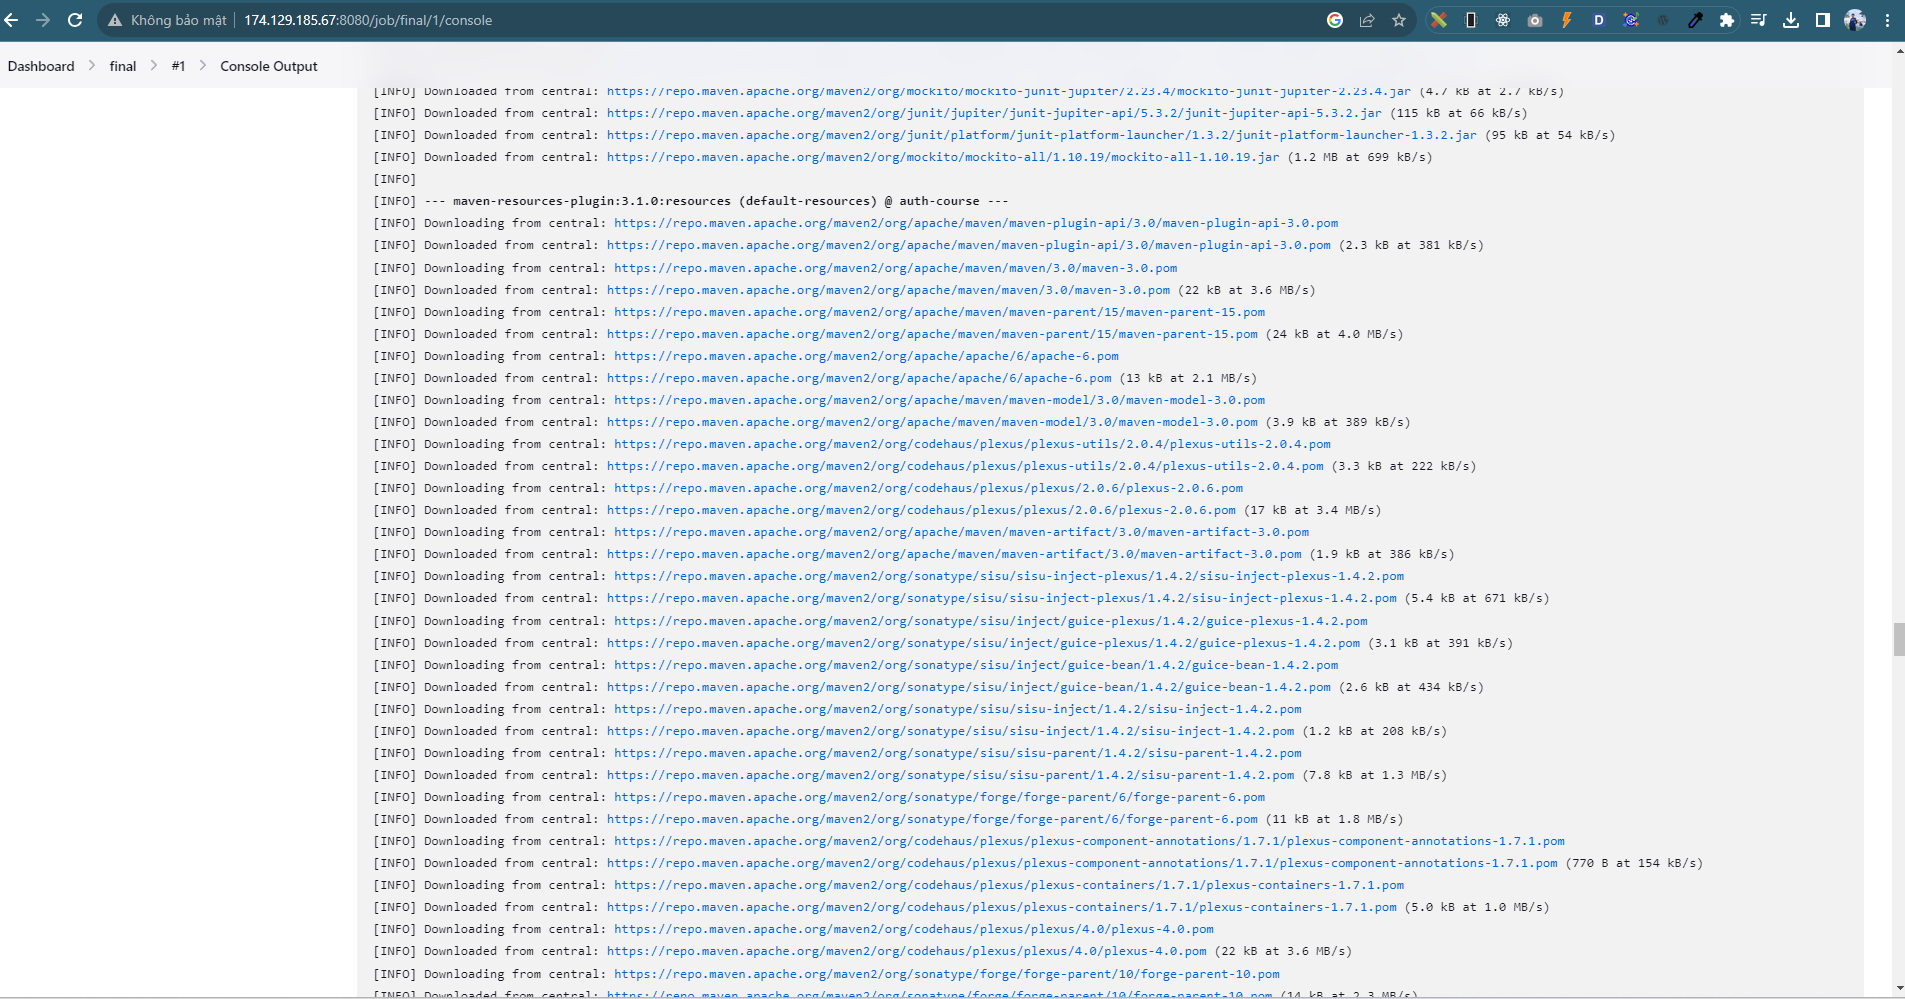 Không bảo mật 174.129.185.67:8080/job/final/1/console
Dashboard > final > #1 > Console Output
[INFO] Downloaded from central: https://repo.maven.apache.org/maven2/org/mockito/mockito-junit-jupiter/2.23.4/mockito-junit-jupiter-2.23.4.jar (4.7 kB at 2.7 kB/s)
[INFO] Downloaded from central: https://repo.maven.apache.org/maven2/org/junit/jupiter/junit-jupiter-api/5.3.2/junit-jupiter-api-5.3.2.jar (115 kB at 66 kB/s)
[INFO] Downloaded from central: https://repo.maven.apache.org/maven2/org/junit/platform/junit-platform-launcher/1.3.2/junit-platform-launcher-1.3.2.jar (95 kB at 54 kB/s)
[INFO] Downloaded from central: https://repo.maven.apache.org/maven2/org/mockito/mockito-all/1.10.19/mockito-all-1.10.19.jar (1.2 MB at 699 kB/s)
[INFO]
[INFO] --- maven-resources-plugin:3.1.0:resources (default-resources) @ auth-course ---
[INFO] Downloading from central: https://repo.maven.apache.org/maven2/org/apache/maven/maven-plugin-api/3.0/maven-plugin-api-3.0.pom
[INFO] Downloaded from central: https://repo.maven.apache.org/maven2/org/apache/maven/maven-plugin-api/3.0/maven-plugin-api-3.0.pom (2.3 kB at 381 kB/s)
[INFO] Downloading from central: https://repo.maven.apache.org/maven2/org/apache/maven/maven/3.0/maven-3.0.pom
[INFO] Downloaded from central: https://repo.maven.apache.org/maven2/org/apache/maven/maven/3.0/maven-3.0.pom (22 kB at 3.6 MB/s)
[INFO] Downloading from central: https://repo.maven.apache.org/maven2/org/apache/maven/maven-parent/15/maven-parent-15.pom
[INFO] Downloaded from central: https://repo.maven.apache.org/maven2/org/apache/maven/maven-parent/15/maven-parent-15.pom (24 kB at 4.0 MB/s)
[INFO] Downloading from central: https://repo.maven.apache.org/maven2/org/apache/apache/6/apache-6.pom
[INFO] Downloaded from central: https://repo.maven.apache.org/maven2/org/apache/apache/6/apache-6.pom (13 kB at 2.1 MB/s)
[INFO] Downloading from central: https://repo.maven.apache.org/maven2/org/apache/maven/maven-model/3.0/maven-model-3.0.pom
[INFO] Downloaded from central: https://repo.maven.apache.org/maven2/org/apache/maven/maven-model/3.0/maven-model-3.0.pom (3.9 kB at 389 kB/s)
[INFO] Downloading from central: https://repo.maven.apache.org/maven2/org/codehaus/plexus/plexus-utils/2.0.4/plexus-utils-2.0.4.pom
[INFO] Downloaded from central: https://repo.maven.apache.org/maven2/org/codehaus/plexus/plexus-utils/2.0.4/plexus-utils-2.0.4.pom (3.3 kB at 222 kB/s)
[INFO] Downloading from central: https://repo.maven.apache.org/maven2/org/codehaus/plexus/plexus/2.0.6/plexus-2.0.6.pom
[INFO] Downloaded from central: https://repo.maven.apache.org/maven2/org/codehaus/plexus/plexus/2.0.6/plexus-2.0.6.pom (17 kB at 3.4 MB/s)
[INFO] Downloading from central: https://repo.maven.apache.org/maven2/org/apache/maven/maven-artifact/3.0/maven-artifact-3.0.pom
[INFO] Downloaded from central: https://repo.maven.apache.org/maven2/org/apache/maven/maven-artifact/3.0/maven-artifact-3.0.pom (1.9 kB at 386 kB/s)
[INFO] Downloading from central: https://repo.maven.apache.org/maven2/org/sonatype/sisu/sisu-inject-plexus/1.4.2/sisu-inject-plexus-1.4.2.pom
[INFO] Downloaded from central: https://repo.maven.apache.org/maven2/org/sonatype/sisu/sisu-inject-plexus/1.4.2/sisu-inject-plexus-1.4.2.pom (5.4 kB at 671 kB/s)
[INFO] Downloading from central: https://repo.maven.apache.org/maven2/org/sonatype/sisu/inject/guice-plexus/1.4.2/guice-plexus-1.4.2.pom
[INFO] Downloaded from central: https://repo.maven.apache.org/maven2/org/sonatype/sisu/inject/guice-plexus/1.4.2/guice-plexus-1.4.2.pom (3.1 kB at 391 kB/s)
[INFO] Downloading from central: https://repo.maven.apache.org/maven2/org/sonatype/sisu/inject/guice-bean/1.4.2/guice-bean-1.4.2.pom
[INFO] Downloaded from central: https://repo.maven.apache.org/maven2/org/sonatype/sisu/inject/guice-bean/1.4.2/guice-bean-1.4.2.pom (2.6 kB at 434 kB/s)
[INFO] Downloading from central: https://repo.maven.apache.org/maven2/org/sonatype/sisu/sisu-inject/1.4.2/sisu-inject-1.4.2.pom
[INFO] Downloaded from central: https://repo.maven.apache.org/maven2/org/sonatype/sisu/sisu-inject/1.4.2/sisu-inject-1.4.2.pom (1.2 kB at 208 kB/s)
[INFO] Downloading from central: https://repo.maven.apache.org/maven2/org/sonatype/sisu/sisu-parent/1.4.2/sisu-parent-1.4.2.pom
[INFO] Downloaded from central: https://repo.maven.apache.org/maven2/org/sonatype/sisu/sisu-parent/1.4.2/sisu-parent-1.4.2.pom (7.8 kB at 1.3 MB/s)
[INFO] Downloading from central: https://repo.maven.apache.org/maven2/org/sonatype/forge/forge-parent/6/forge-parent-6.pom
[INFO] Downloaded from central: https://repo.maven.apache.org/maven2/org/sonatype/forge/forge-parent/6/forge-parent-6.pom (11 kB at 1.8 MB/s)
[INFO] Downloading from central: https://repo.maven.apache.org/maven2/org/codehaus/plexus/plexus-component-annotations/1.7.1/plexus-component-annotations-1.7.1.pom
[INFO] Downloaded from central: https://repo.maven.apache.org/maven2/org/codehaus/plexus/plexus-component-annotations/1.7.1/plexus-component-annotations-1.7.1.pom (770 B at 154 kB/s)
[INFO] Downloading from central: https://repo.maven.apache.org/maven2/org/codehaus/plexus/plexus-containers/1.7.1/plexus-containers-1.7.1.pom
[INFO] Downloaded from central: https://repo.maven.apache.org/maven2/org/codehaus/plexus/plexus-containers/1.7.1/plexus-containers-1.7.1.pom (5.0 kB at 1.0 MB/s)
[INFO] Downloading from central: https://repo.maven.apache.org/maven2/org/codehaus/plexus/plexus/4.0/plexus-4.0.pom
[INFO] Downloaded from central: https://repo.maven.apache.org/maven2/org/codehaus/plexus/plexus/4.0/plexus-4.0.pom (22 kB at 3.6 MB/s)
[INFO] Downloading from central: https://repo.maven.apache.org/maven2/org/sonatype/forge/forge-parent/10/forge-parent-10.pom
[INFO] Downloaded from central: https://repo.maven.apache.org/maven2/org/sonatype/forge/forge-parent/10/forge-parent-10.pom (14 kB at 2.3 MB/s)